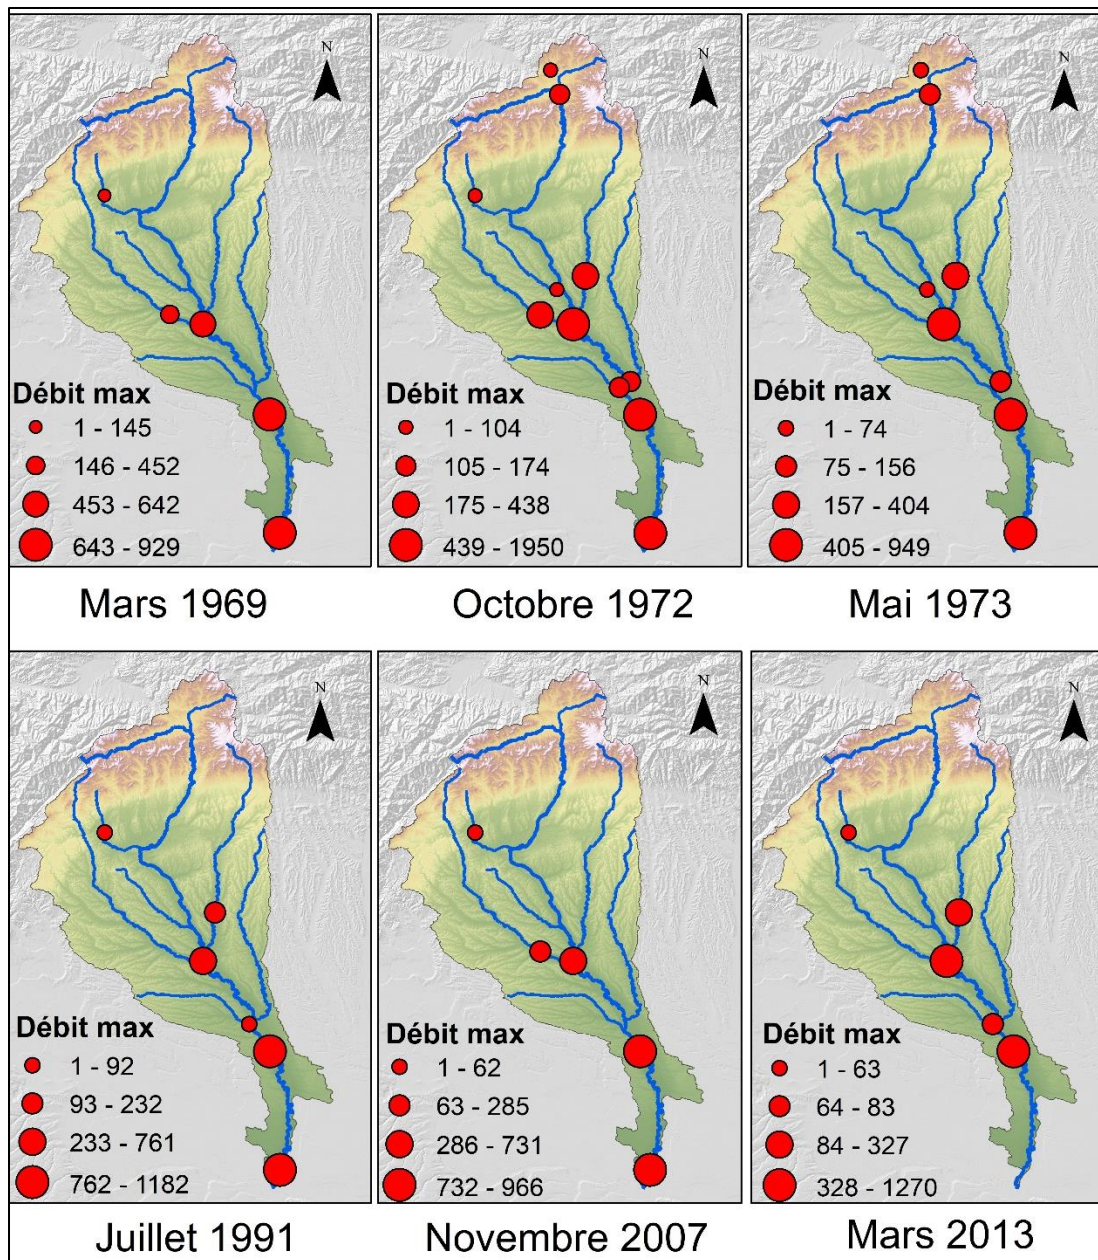 N
N
N
Débit max
1 - 145
146 - 452
453 - 642
643 - 929
Débit max
1 - 104
105 - 174
175 - 438
439 - 1950
Débit max
1 - 74
75 - 156
157 - 404
405 - 949
Mars 1969
Octobre 1972
Mai 1973
N
N
N
Débit max
1 - 92
93 - 232
233 - 761
762 - 1182
Débit max
1 - 62
63 - 285
286 - 731
732 - 966
Débit max
1 - 63
64 - 83
84 - 327
328 - 1270
Juillet 1991
Novembre 2007
Mars 2013